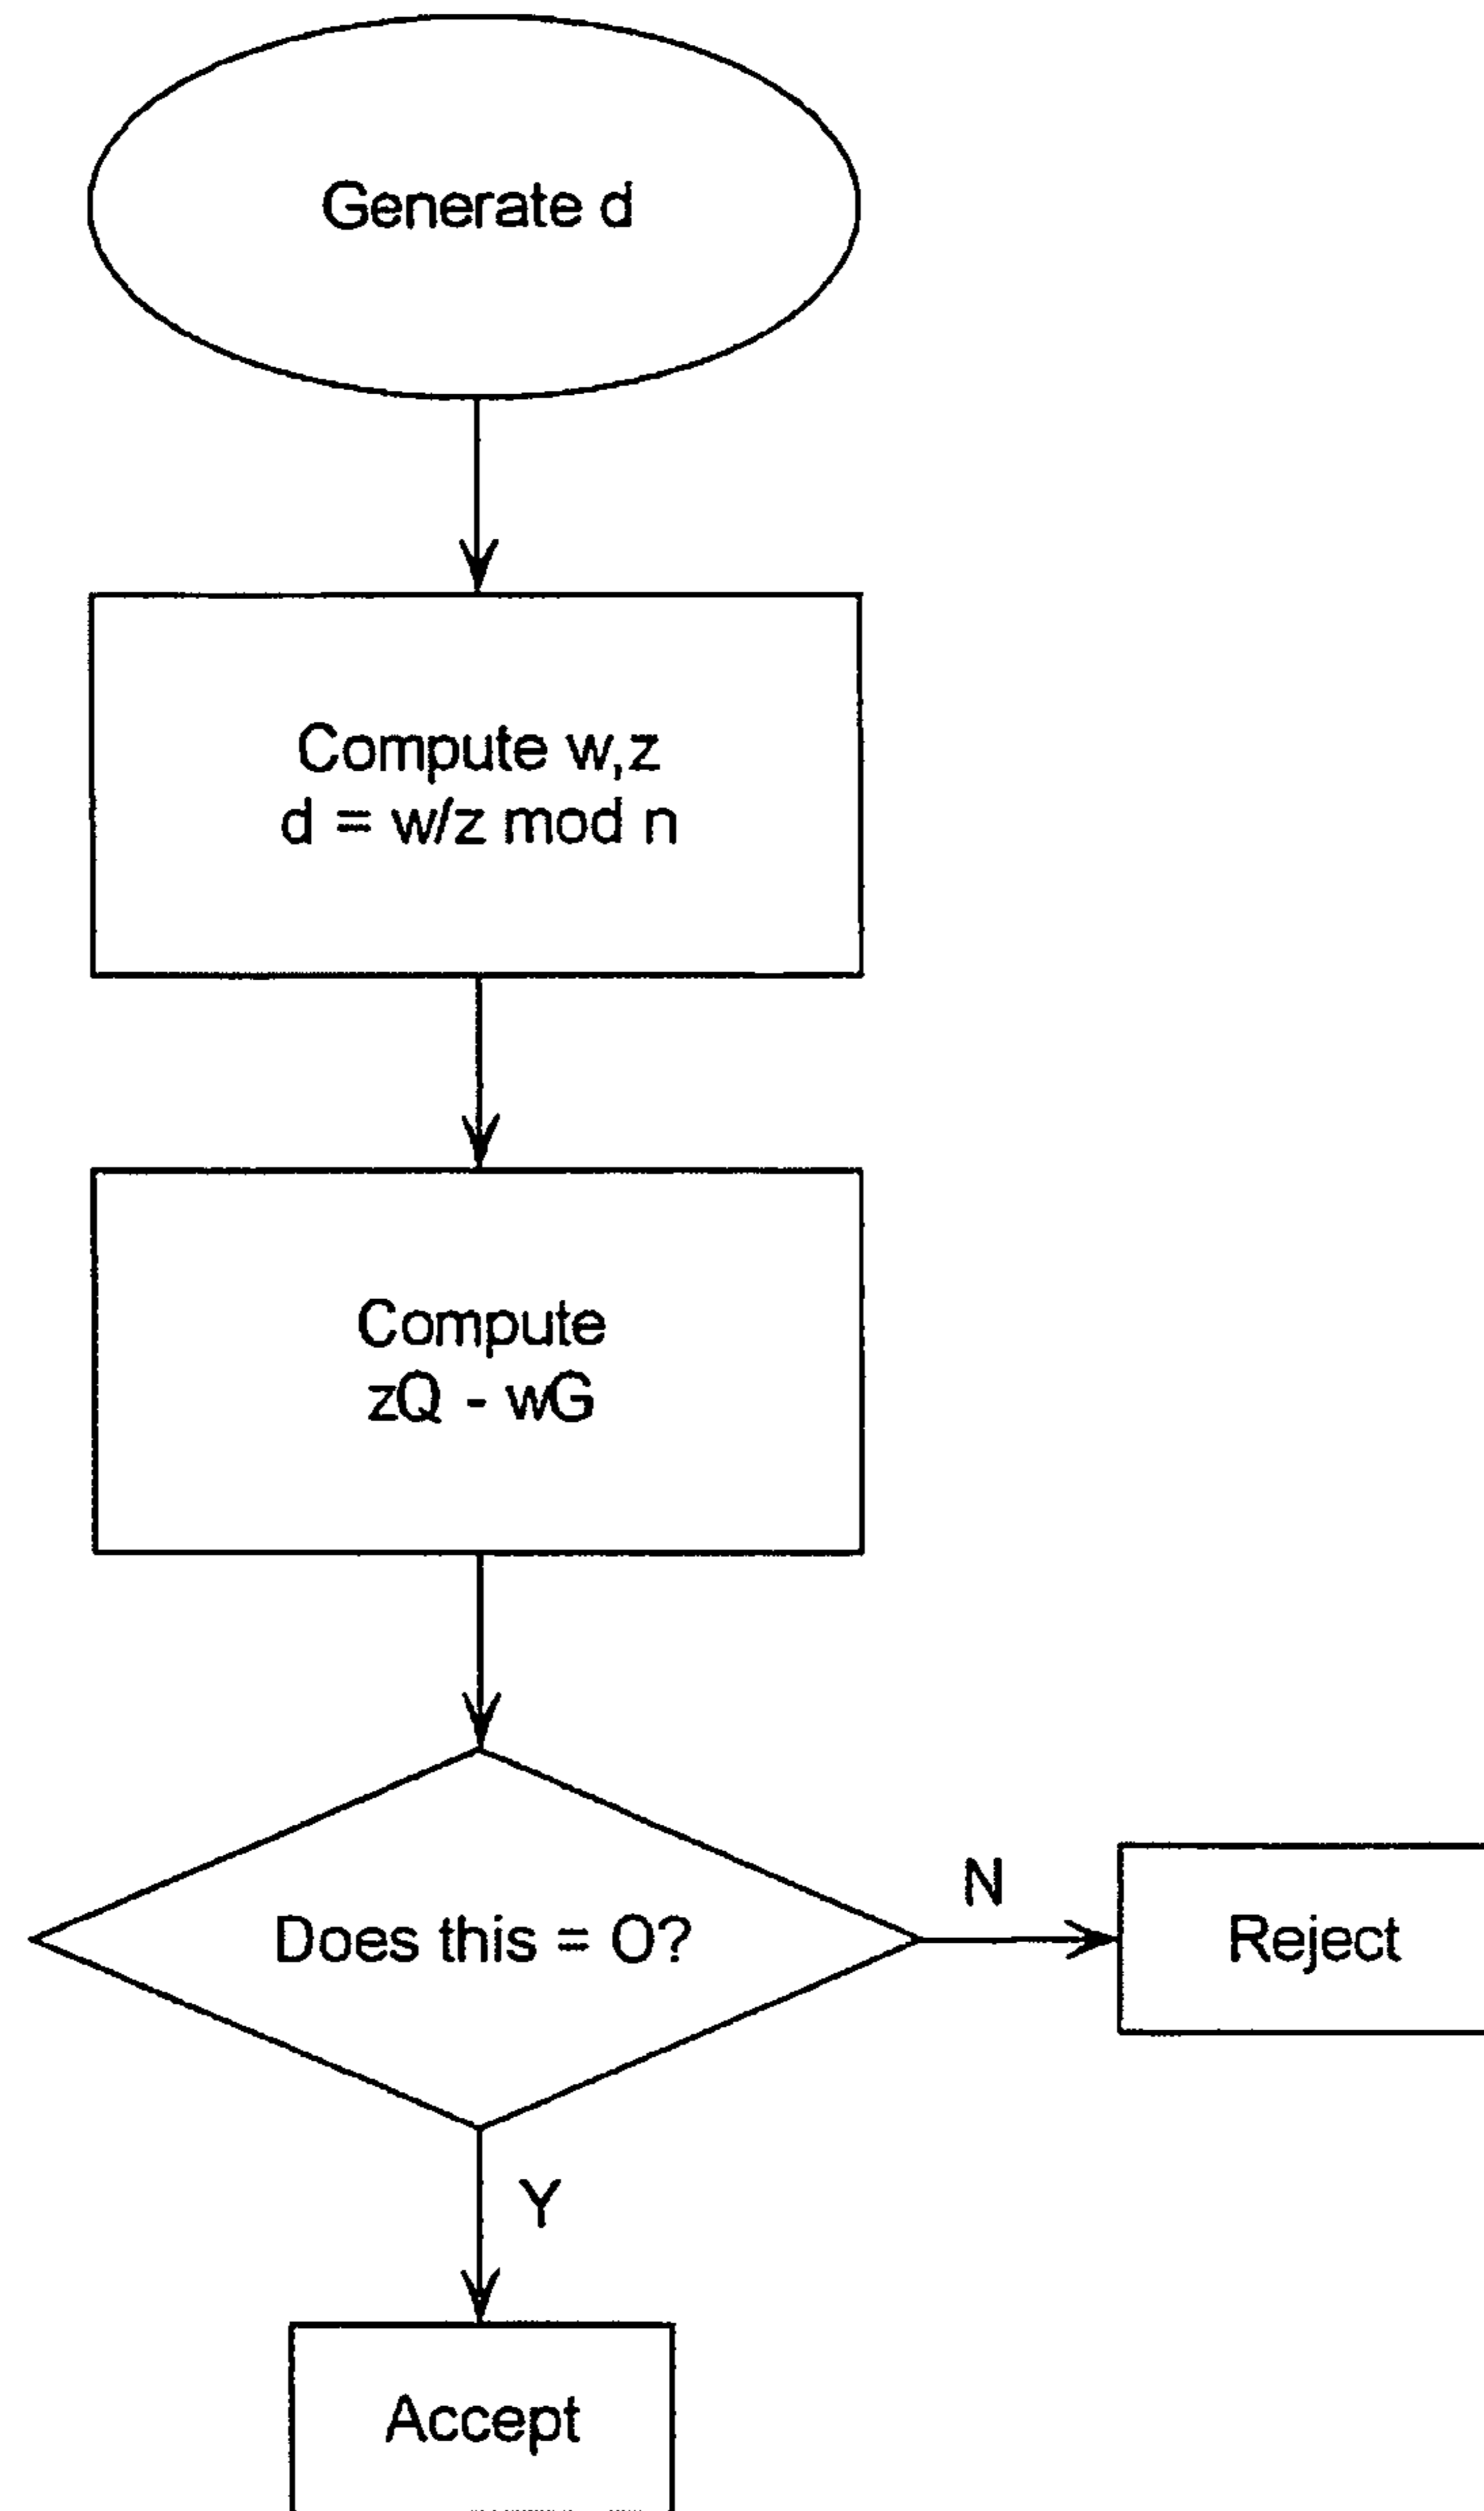 Generate d
Compute w,z
d = w/z mod n
Compute
zQ - wG
Does this = O?
N
Reject
Y
Accept